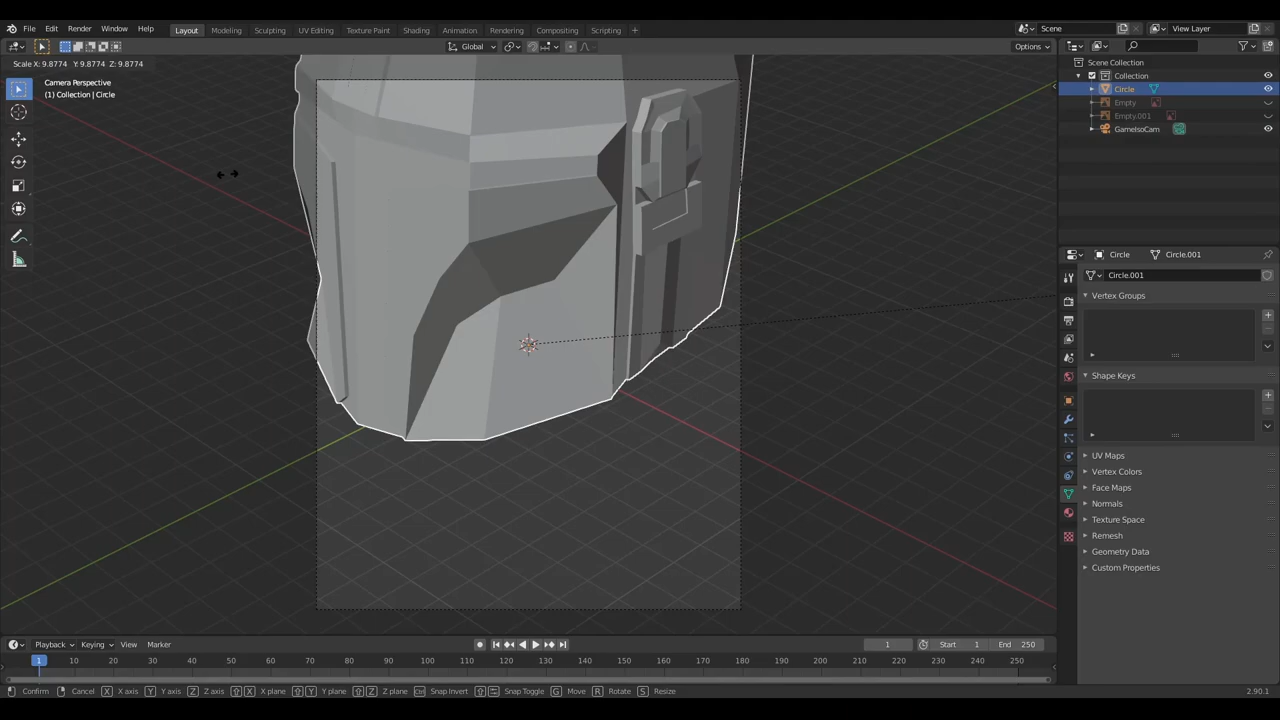 File Edit Render Window Help Layout Modeling Sculpting UV Editing Texture Paint Shading Animation Rendering Compositing Scripting + Scene View Layer
Global Options
Scale X: 9.8774 Y: 9.8774 Z: 9.8774
Camera Perspective
(1) Collection | Circle
Scene Collection
Collection
Circle
Empty
Empty.001
GameIsoCam
Circle Circle.001
Circle.001
Vertex Groups
Shape Keys
UV Maps
Vertex Colors
Face Maps
Normals
Texture Space
Remesh
Geometry Data
Custom Properties
Playback Keying View Marker 1 Start 1 End 250
1 10 20 30 40 50 60 70 80 90 100 110 120 130 140 150 160 170 180 190 200 210 220 230 240 250
Confirm Cancel X X axis Y Y axis Z Z axis X X plane Y Y plane Z Z plane Ctrl Snap Invert Snap Toggle G Move R Rotate S Resize 2.90.1